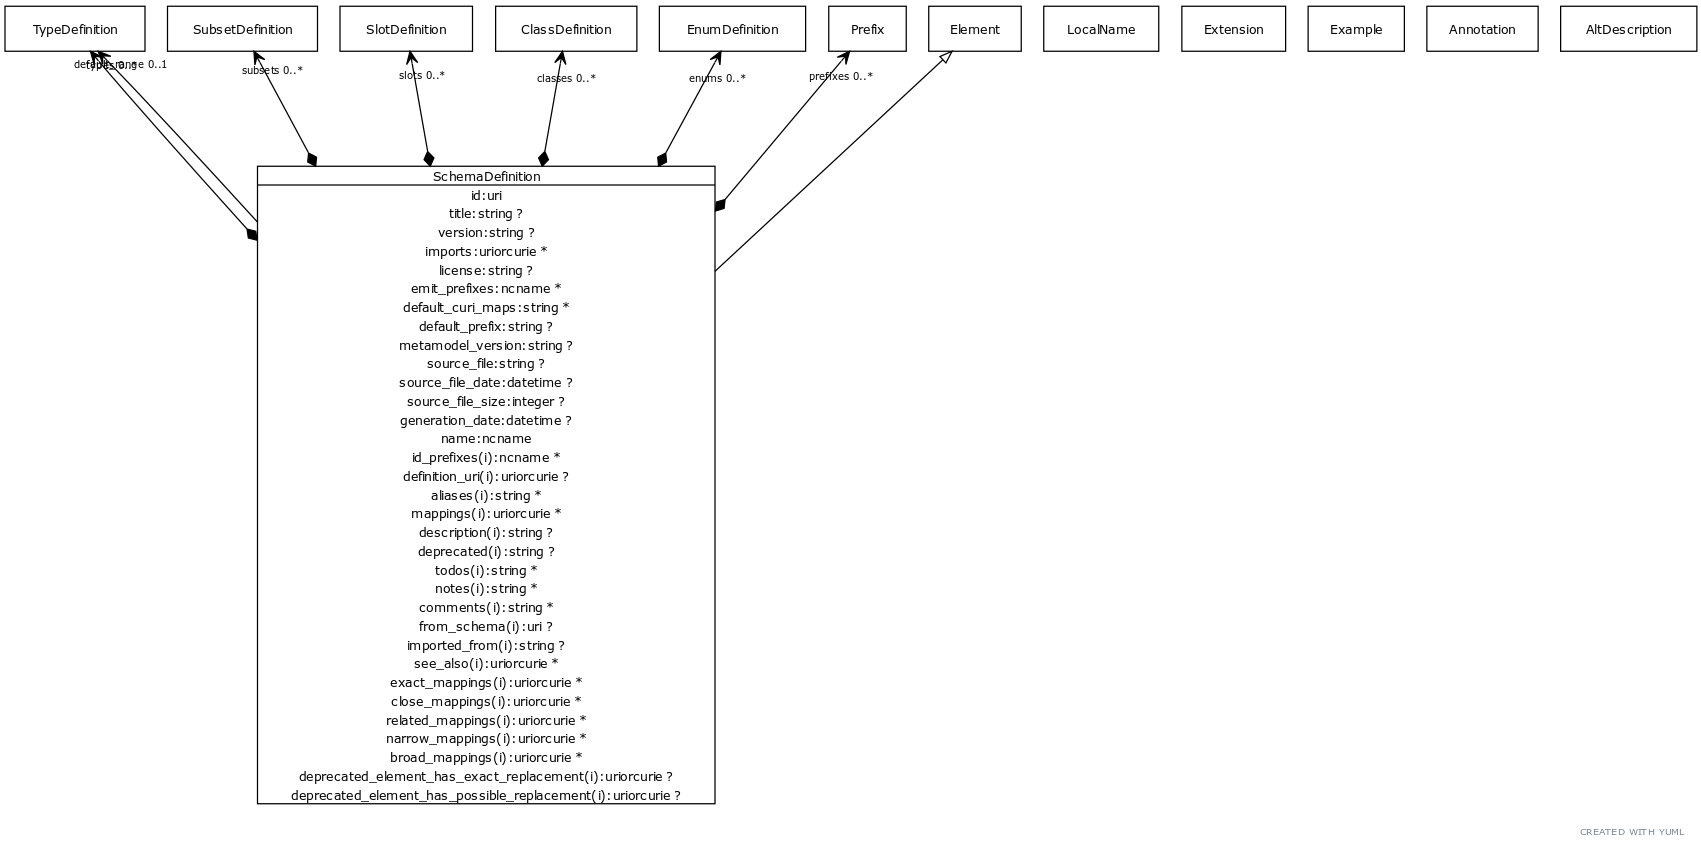 TypeDefinition
SubsetDefinition
SlotDefinition
ClassDefinition
EnumDefinition
Prefix
Element
LocalName
Extension
Example
Annotation
AltDescription
0..1
subsets 0..*
slots 0..*
classes 0..*
enums 0..*
prefixes 0..*
SchemaDefinition
id:uri
title:string ?
version:string ?
imports:uriorcurie *
license:string ?
emit_prefixes:ncname *
default_curi_maps:string *
default_prefix:string ?
metamodel_version:string ?
source_file:string ?
source_file_date:datetime ?
source_file_size:integer ?
generation_date:datetime ?
name:ncname
id_prefixes(i):ncname *
definition_uri(i):uriorcurie ?
aliases(i):string *
mappings(i):uriorcurie *
description(i):string ?
deprecated(i):string ?
todos(i):string *
notes(i):string *
comments(i):string *
from_schema(i):uri ?
imported_from(i):string ?
see_also(i):uriorcurie *
exact_mappings(i):uriorcurie *
close_mappings(i):uriorcurie *
related_mappings(i):uriorcurie *
narrow_mappings(i):uriorcurie *
broad_mappings(i):uriorcurie *
deprecated_element_has_exact_replacement(i):uriorcurie ?
deprecated_element_has_possible_replacement(i):uriorcurie ?
CREATED WITH YUML